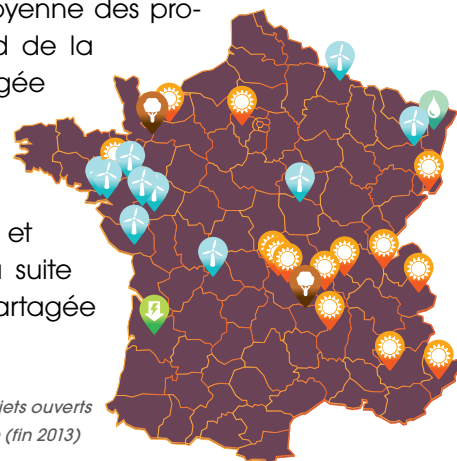 oyenne des pro-
d de la
gée
et
suite
artagée
jets ouverts
(fin 2013)